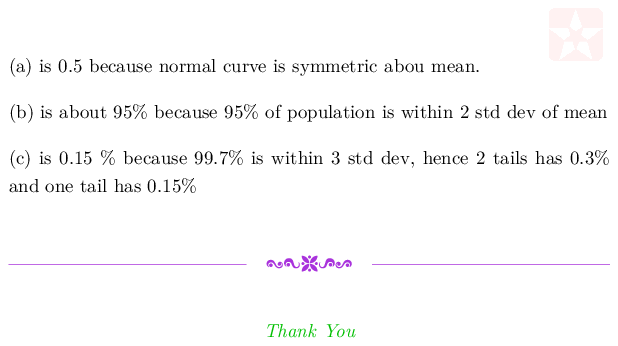 (a) is 0.5 because normal curve is symmetric abou mean.
(b) is about 95% because 95% of population is within 2 std dev of mean
(c) is 0.15 % because 99.7% is within 3 std dev, hence 2 tails has 0.3%
and one tail has 0.15%
Thank You